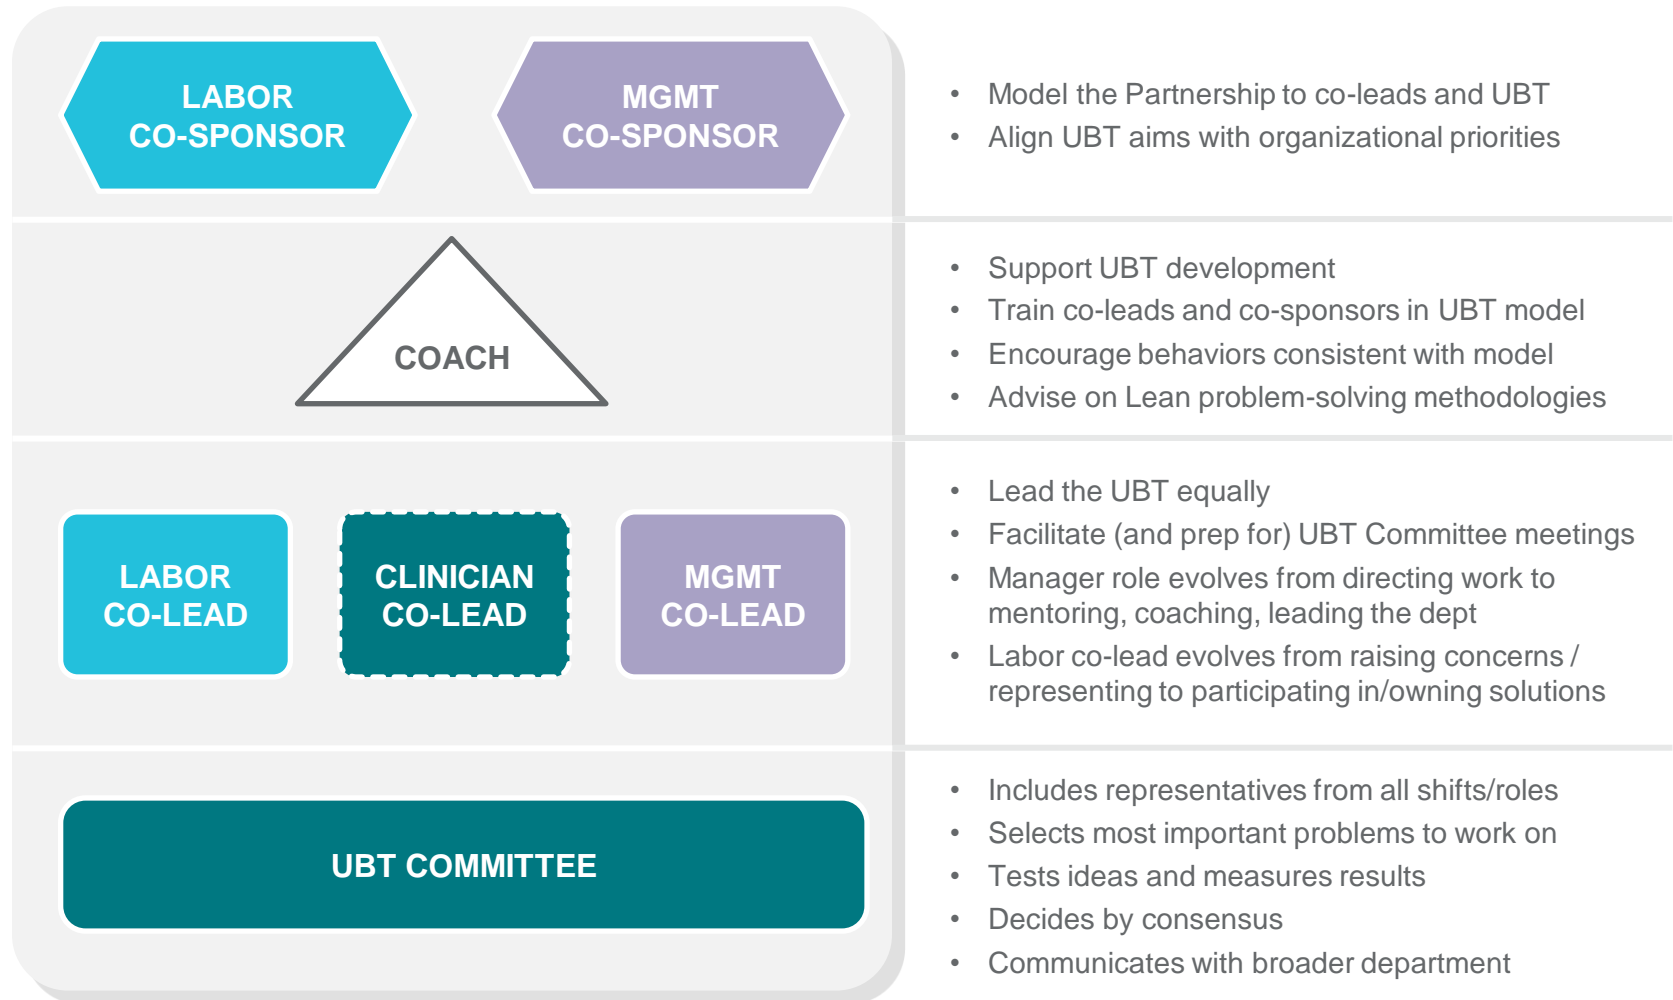 LABOR
CO-SPONSOR
MGMT
CO-SPONSOR
• Model the Partnership to co-leads and UBT
• Align UBT aims with organizational priorities
COACH
• Support UBT development
• Train co-leads and co-sponsors in UBT model
• Encourage behaviors consistent with model
• Advise on Lean problem-solving methodologies
LABOR
CO-LEAD
CLINICIAN
CO-LEAD
MGMT
CO-LEAD
• Lead the UBT equally
• Facilitate (and prep for) UBT Committee meetings
• Manager role evolves from directing work to
mentoring, coaching, leading the dept
• Labor co-lead evolves from raising concerns /
representing to participating in/owning solutions
UBT COMMITTEE
• Includes representatives from all shifts/roles
• Selects most important problems to work on
• Tests ideas and measures results
• Decides by consensus
• Communicates with broader department